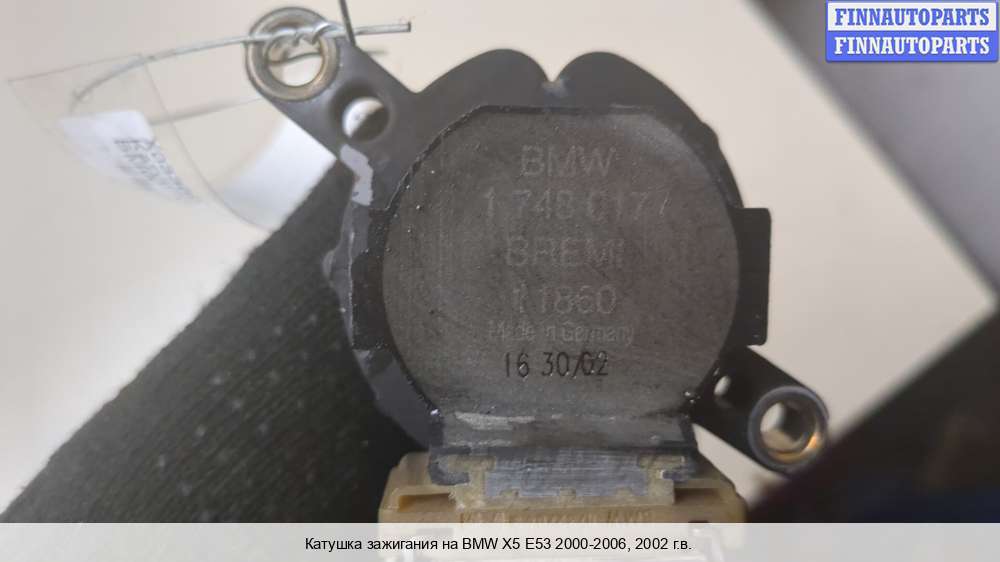 FINNAUTOPARTS
FINNAUTOPARTS
BMW
1 748 017
BREMI
11860
Made in Germany
16 30/02
Катушка зажигания на BMW X5 E53 2000-2006, 2002 г.в.